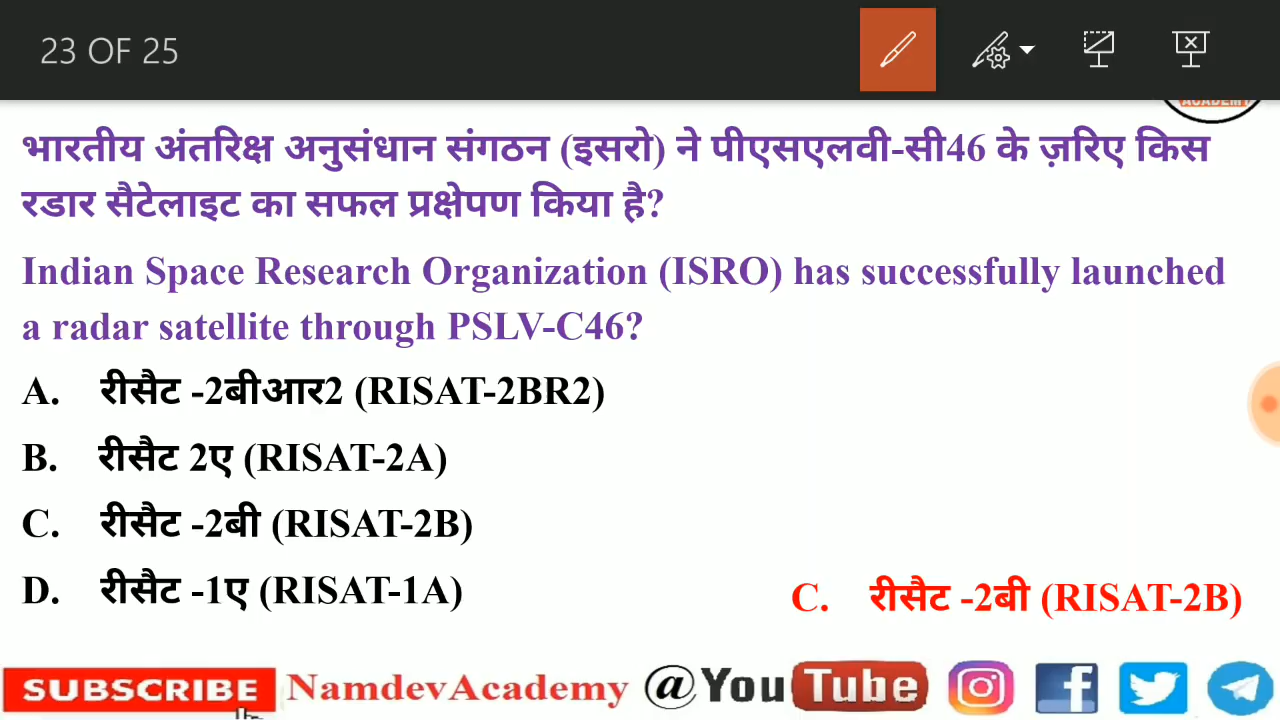 23 OF 25
ACADEMY
भारतीय अंतरिक्ष अनुसंधान संगठन (इसरो) ने पीएसएलवी-सी46 के ज़रिए किस
रडार सैटेलाइट का सफल प्रक्षेपण किया है?
Indian Space Research Organization (ISRO) has successfully launched
a radar satellite through PSLV-C46?
A. रीसैट -2बीआर2 (RISAT-2BR2)
B. रीसैट 2ए (RISAT-2A)
C. रीसैट -2बी (RISAT-2B)
D. रीसैट -1ए (RISAT-1A)
C. रीसैट -2बी (RISAT-2B)
SUBSCRIBE NamdevAcademy @YouTube